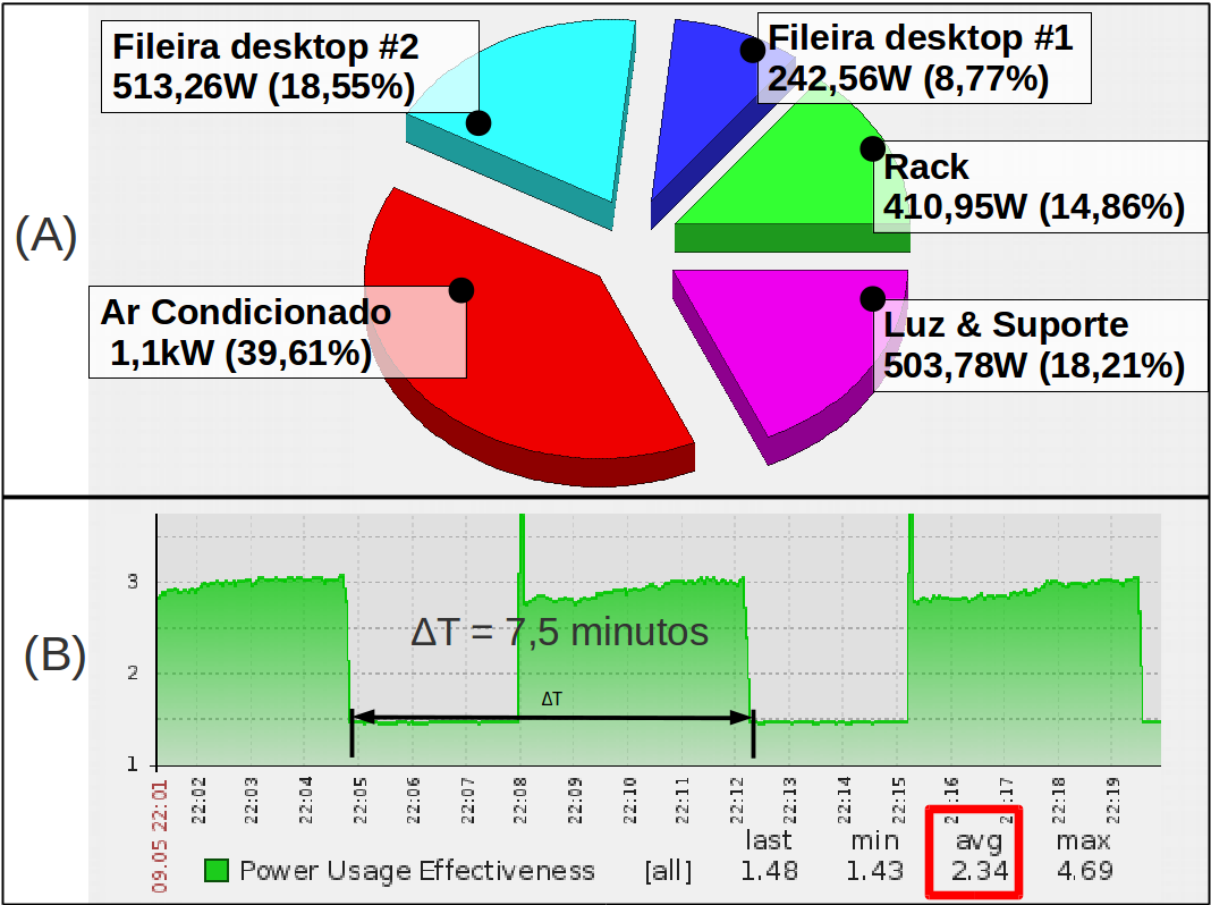 Fileira desktop #2
513,26W (18,55%)
Fileira desktop #1
242,56W (8,77%)
Rack
410,95W (14,86%)
(A)
Ar Condicionado
1,1kW (39,61%)
Luz & Suporte
503,78W (18,21%)
(B)
3
2
1
ΔT = 7,5 minutos
ΔT
09.05 22:01
22:02
22:03
22:04
22:05
22:06
22:07
22:08
22:09
22:10
22:11
22:12
22:13
22:14
22:15
22:16
22:17
22:18
22:19
last min avg max
Power Usage Effectiveness [all] 1.48 1.43 2.34 4.69